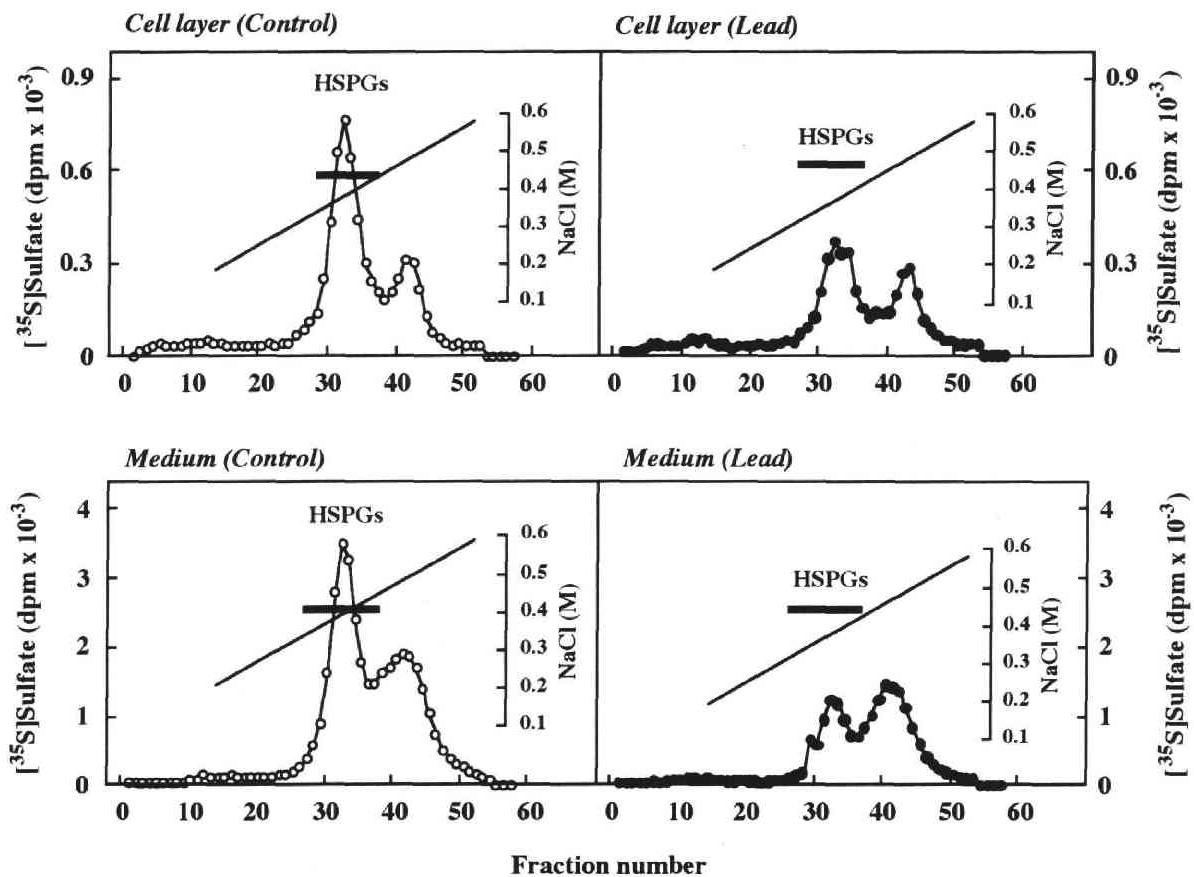 Cell layer (Control)
Cell layer (Lead)
[³⁵S]Sulfate (dpm x 10⁻³)
0.9
0.6
0.3
0
HSPGs
0.6
0.5
0.4
0.3
0.2
0.1
NaCl (M)
0 10 20 30 40 50 60
HSPGs
0.6
0.5
0.4
0.3
0.2
0.1
NaCl (M)
0.9
0.6
0.3
0
[³⁵S]Sulfate (dpm x 10⁻³)
0 10 20 30 40 50 60
Medium (Control)
Medium (Lead)
[³⁵S]Sulfate (dpm x 10⁻³)
4
3
2
1
0
HSPGs
0.6
0.5
0.4
0.3
0.2
0.1
NaCl (M)
0 10 20 30 40 50 60
HSPGs
0.6
0.5
0.4
0.3
0.2
0.1
NaCl (M)
4
3
2
1
0
[³⁵S]Sulfate (dpm x 10⁻³)
0 10 20 30 40 50 60
Fraction number